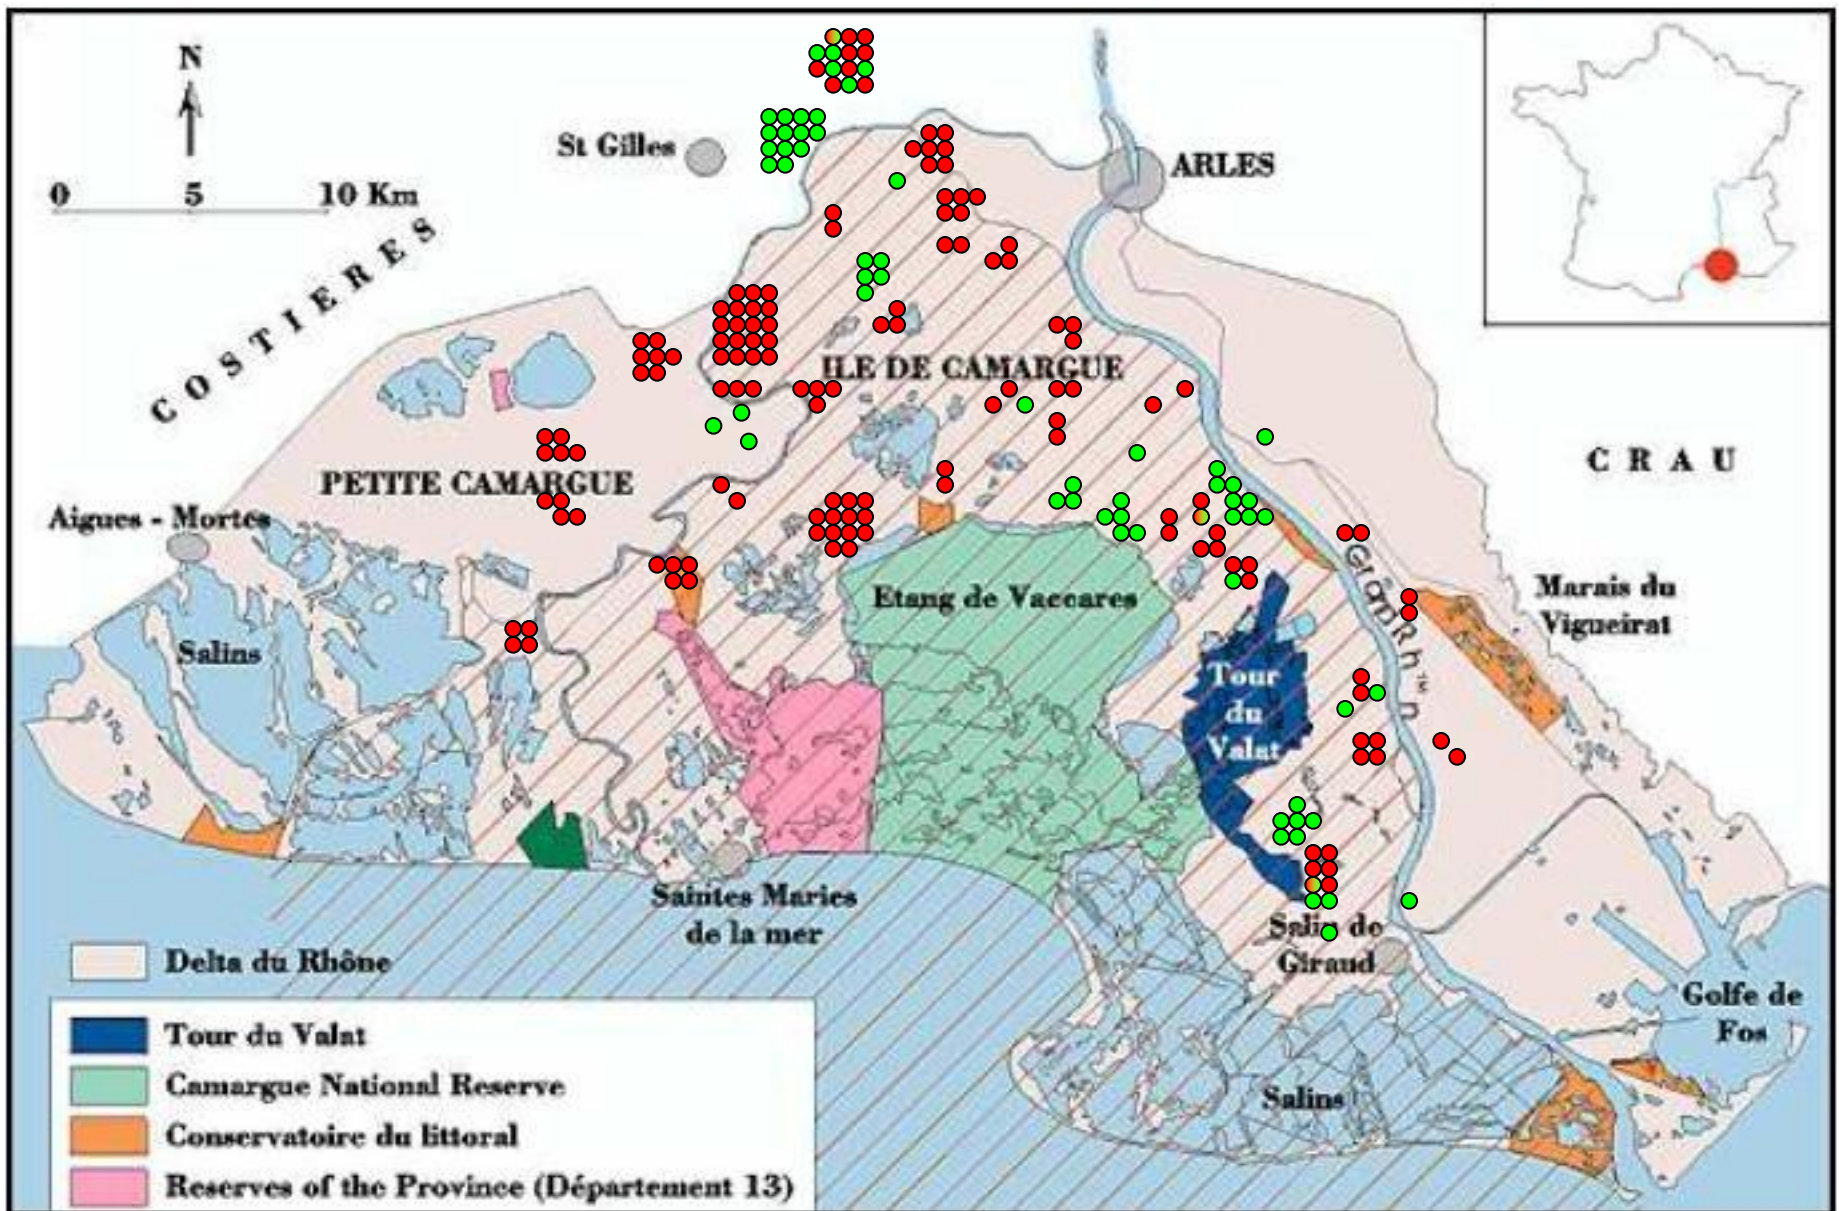 N
St Gilles
ARLES
0 5 10 Km
COSTIERES
ILE DE CAMARGUE
PETITE CAMARGUE
CRAU
Aigues - Mortes
Etang de Vaccares
Marais du
Vigueirat
Salins
Tour
du
Valat
Saintes Maries
de la mer
Salin de
Giraud
Delta du Rhône
Golfe de
Fos
Tour du Valat
Camargue National Reserve
Salins
Conservatoire du littoral
Reserves of the Province (Département 13)